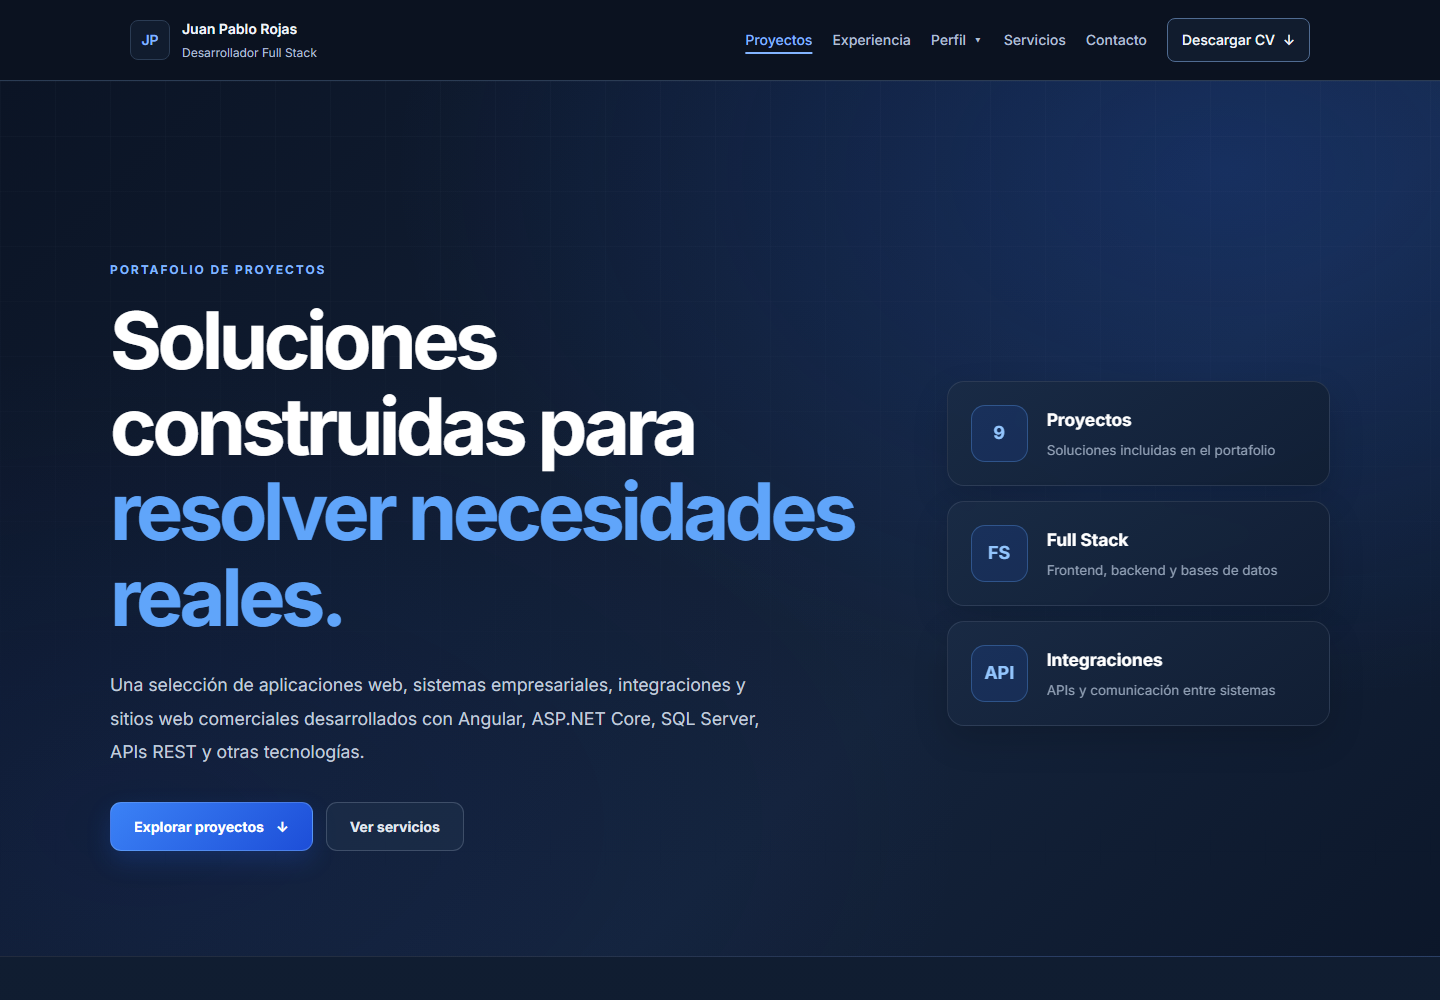 JP
Juan Pablo Rojas
Desarrollador Full Stack
Proyectos
Experiencia
Perfil ▼
Servicios
Contacto
Descargar CV ↓
PORTAFOLIO DE PROYECTOS
Soluciones
construidas para
resolver necesidades
reales.
Una selección de aplicaciones web, sistemas empresariales, integraciones y
sitios web comerciales desarrollados con Angular, ASP.NET Core, SQL Server,
APIs REST y otras tecnologías.
Explorar proyectos ↓
Ver servicios
9
Proyectos
Soluciones incluidas en el portafolio
FS
Full Stack
Frontend, backend y bases de datos
API
Integraciones
APIs y comunicación entre sistemas